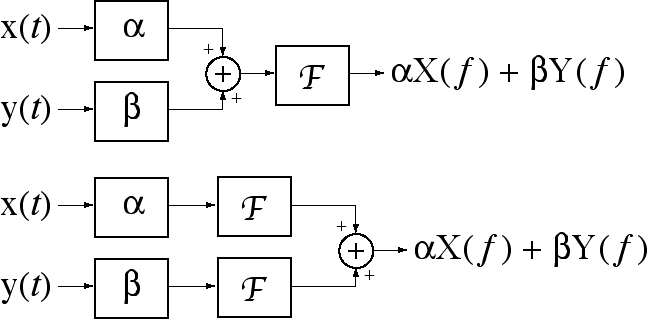 x(t) α
+
+ ℱ αX(f) + βY(f)
+
y(t) β
x(t) α ℱ
+
+ αX(f) + βY(f)
+
y(t) β ℱ